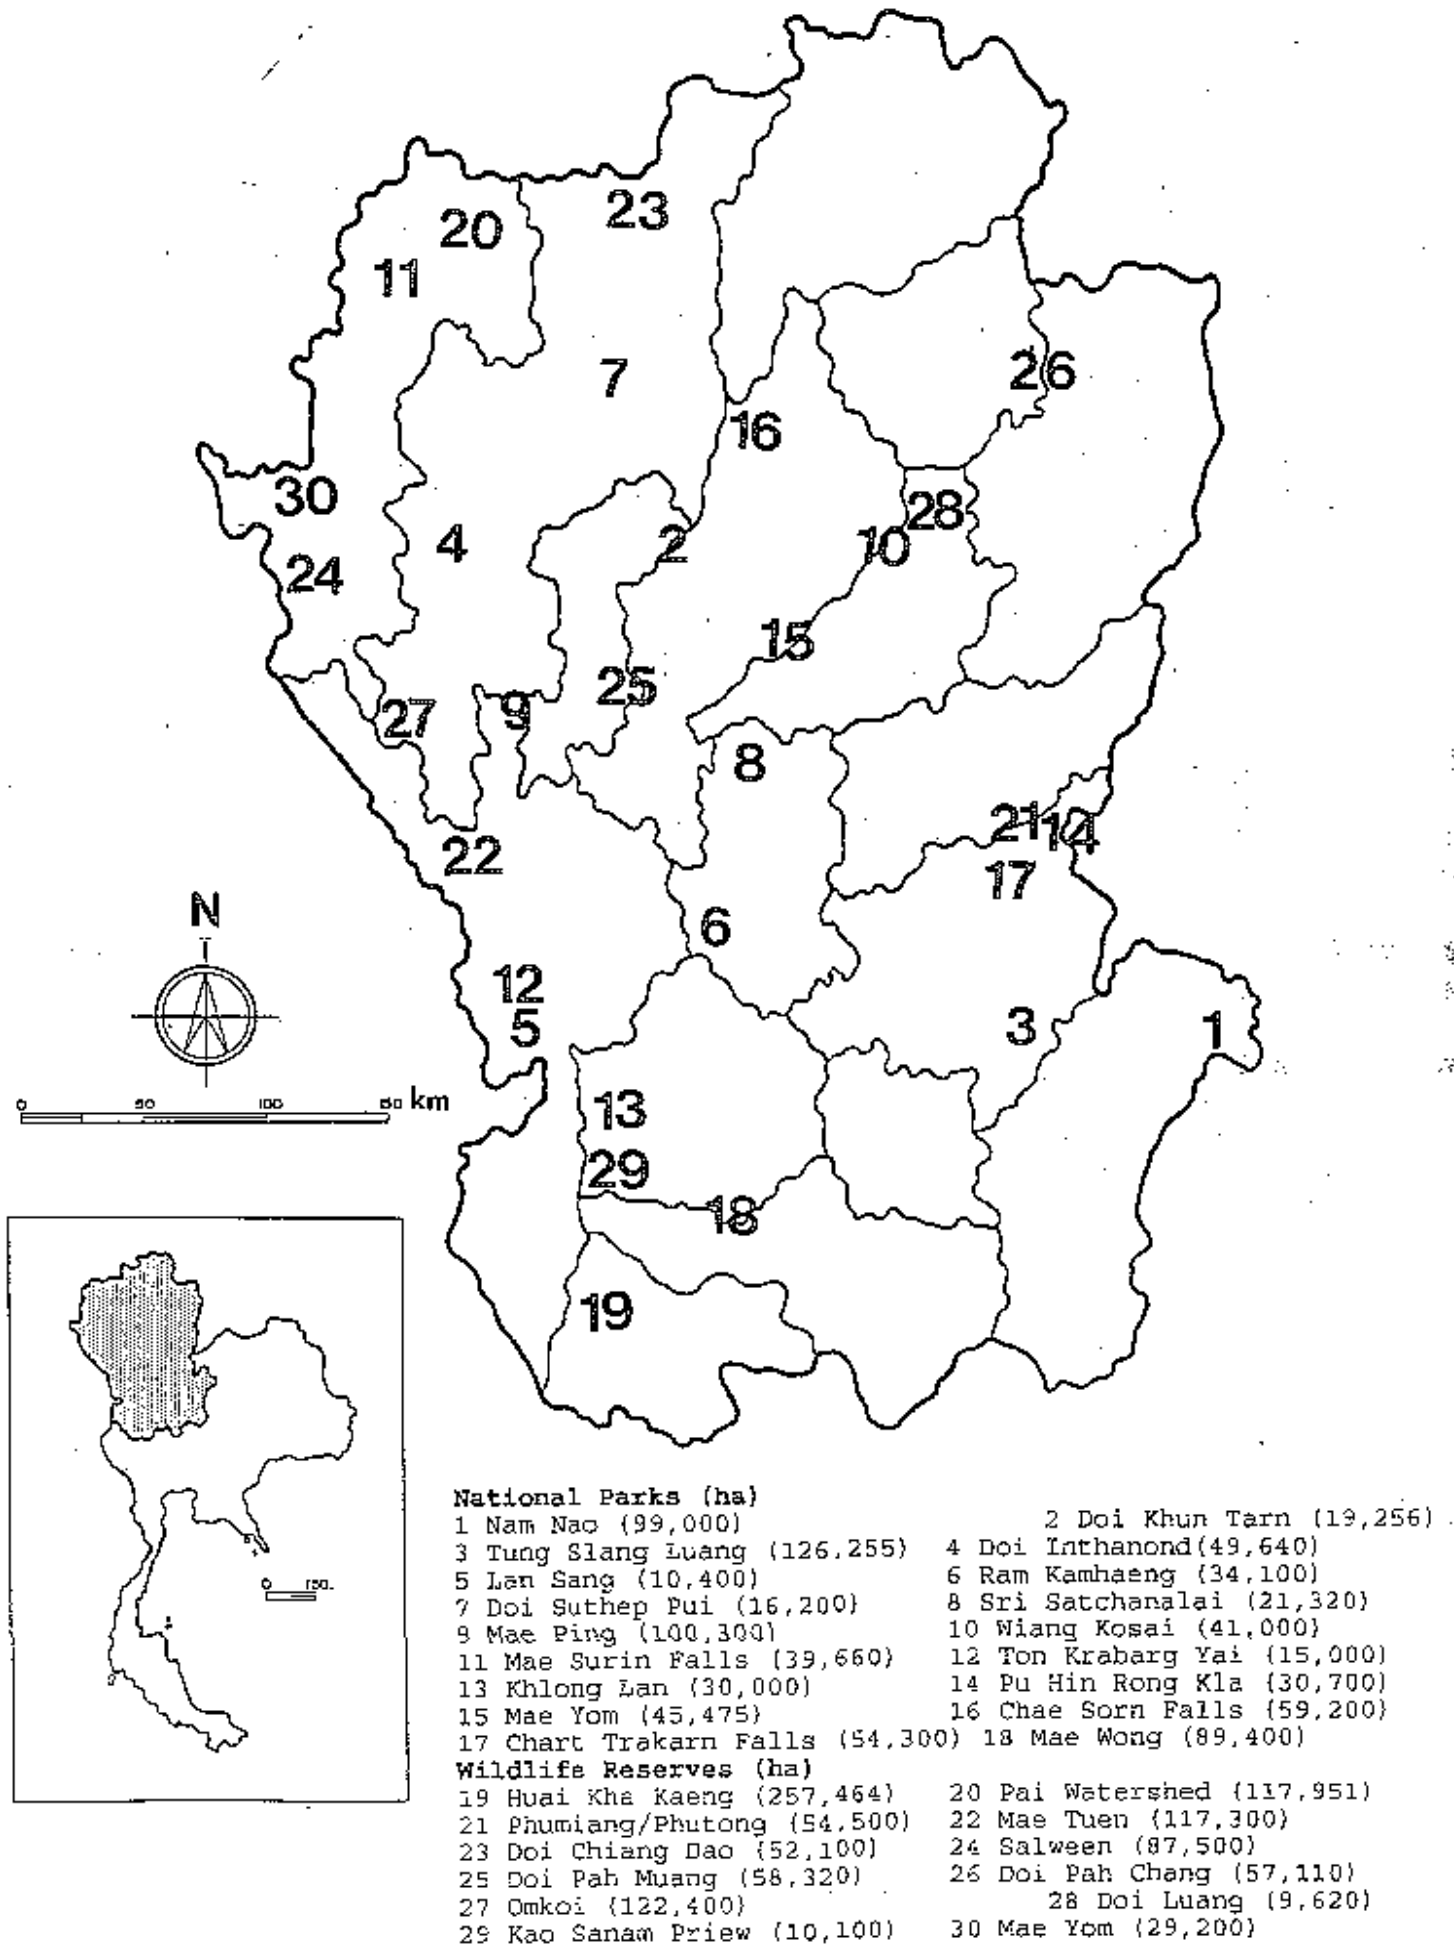 20
23
11
7
26
16
30
28
4
2
10
24
15
25
27
9
8
21
14
22
17
N
6
12
5
3
1
0 50 100 150 km
13
29
18
19
0 150
National Parks (ha)
1 Nam Nao (99,000) 2 Doi Khun Tarn (19,256)
3 Tung Slang Luang (126,255) 4 Doi Inthanond(49,640)
5 Lan Sang (10,400) 6 Ram Kamhaeng (34,100)
7 Doi Suthep Pui (16,200) 8 Sri Satchanalai (21,320)
9 Mae Ping (100,300) 10 Wiang Kosai (41,000)
11 Mae Surin Falls (39,660) 12 Ton Krabarg Yai (15,000)
13 Khlong Lan (30,000) 14 Pu Hin Rong Kla (30,700)
15 Mae Yom (45,475) 16 Chae Sorn Falls (59,200)
17 Chart Trakarn Falls (54,300) 18 Mae Wong (89,400)
Wildlife Reserves (ha)
19 Huai Kha Kaeng (257,464) 20 Pai Watershed (117,951)
21 Phumiang/Phutong (54,500) 22 Mae Tuen (117,300)
23 Doi Chiang Dao (52,100) 24 Salween (87,500)
25 Doi Pah Muang (58,320) 26 Doi Pah Chang (57,110)
27 Omkoi (122,400) 28 Doi Luang (9,620)
29 Kao Sanam Priew (10,100) 30 Mae Yom (29,200)